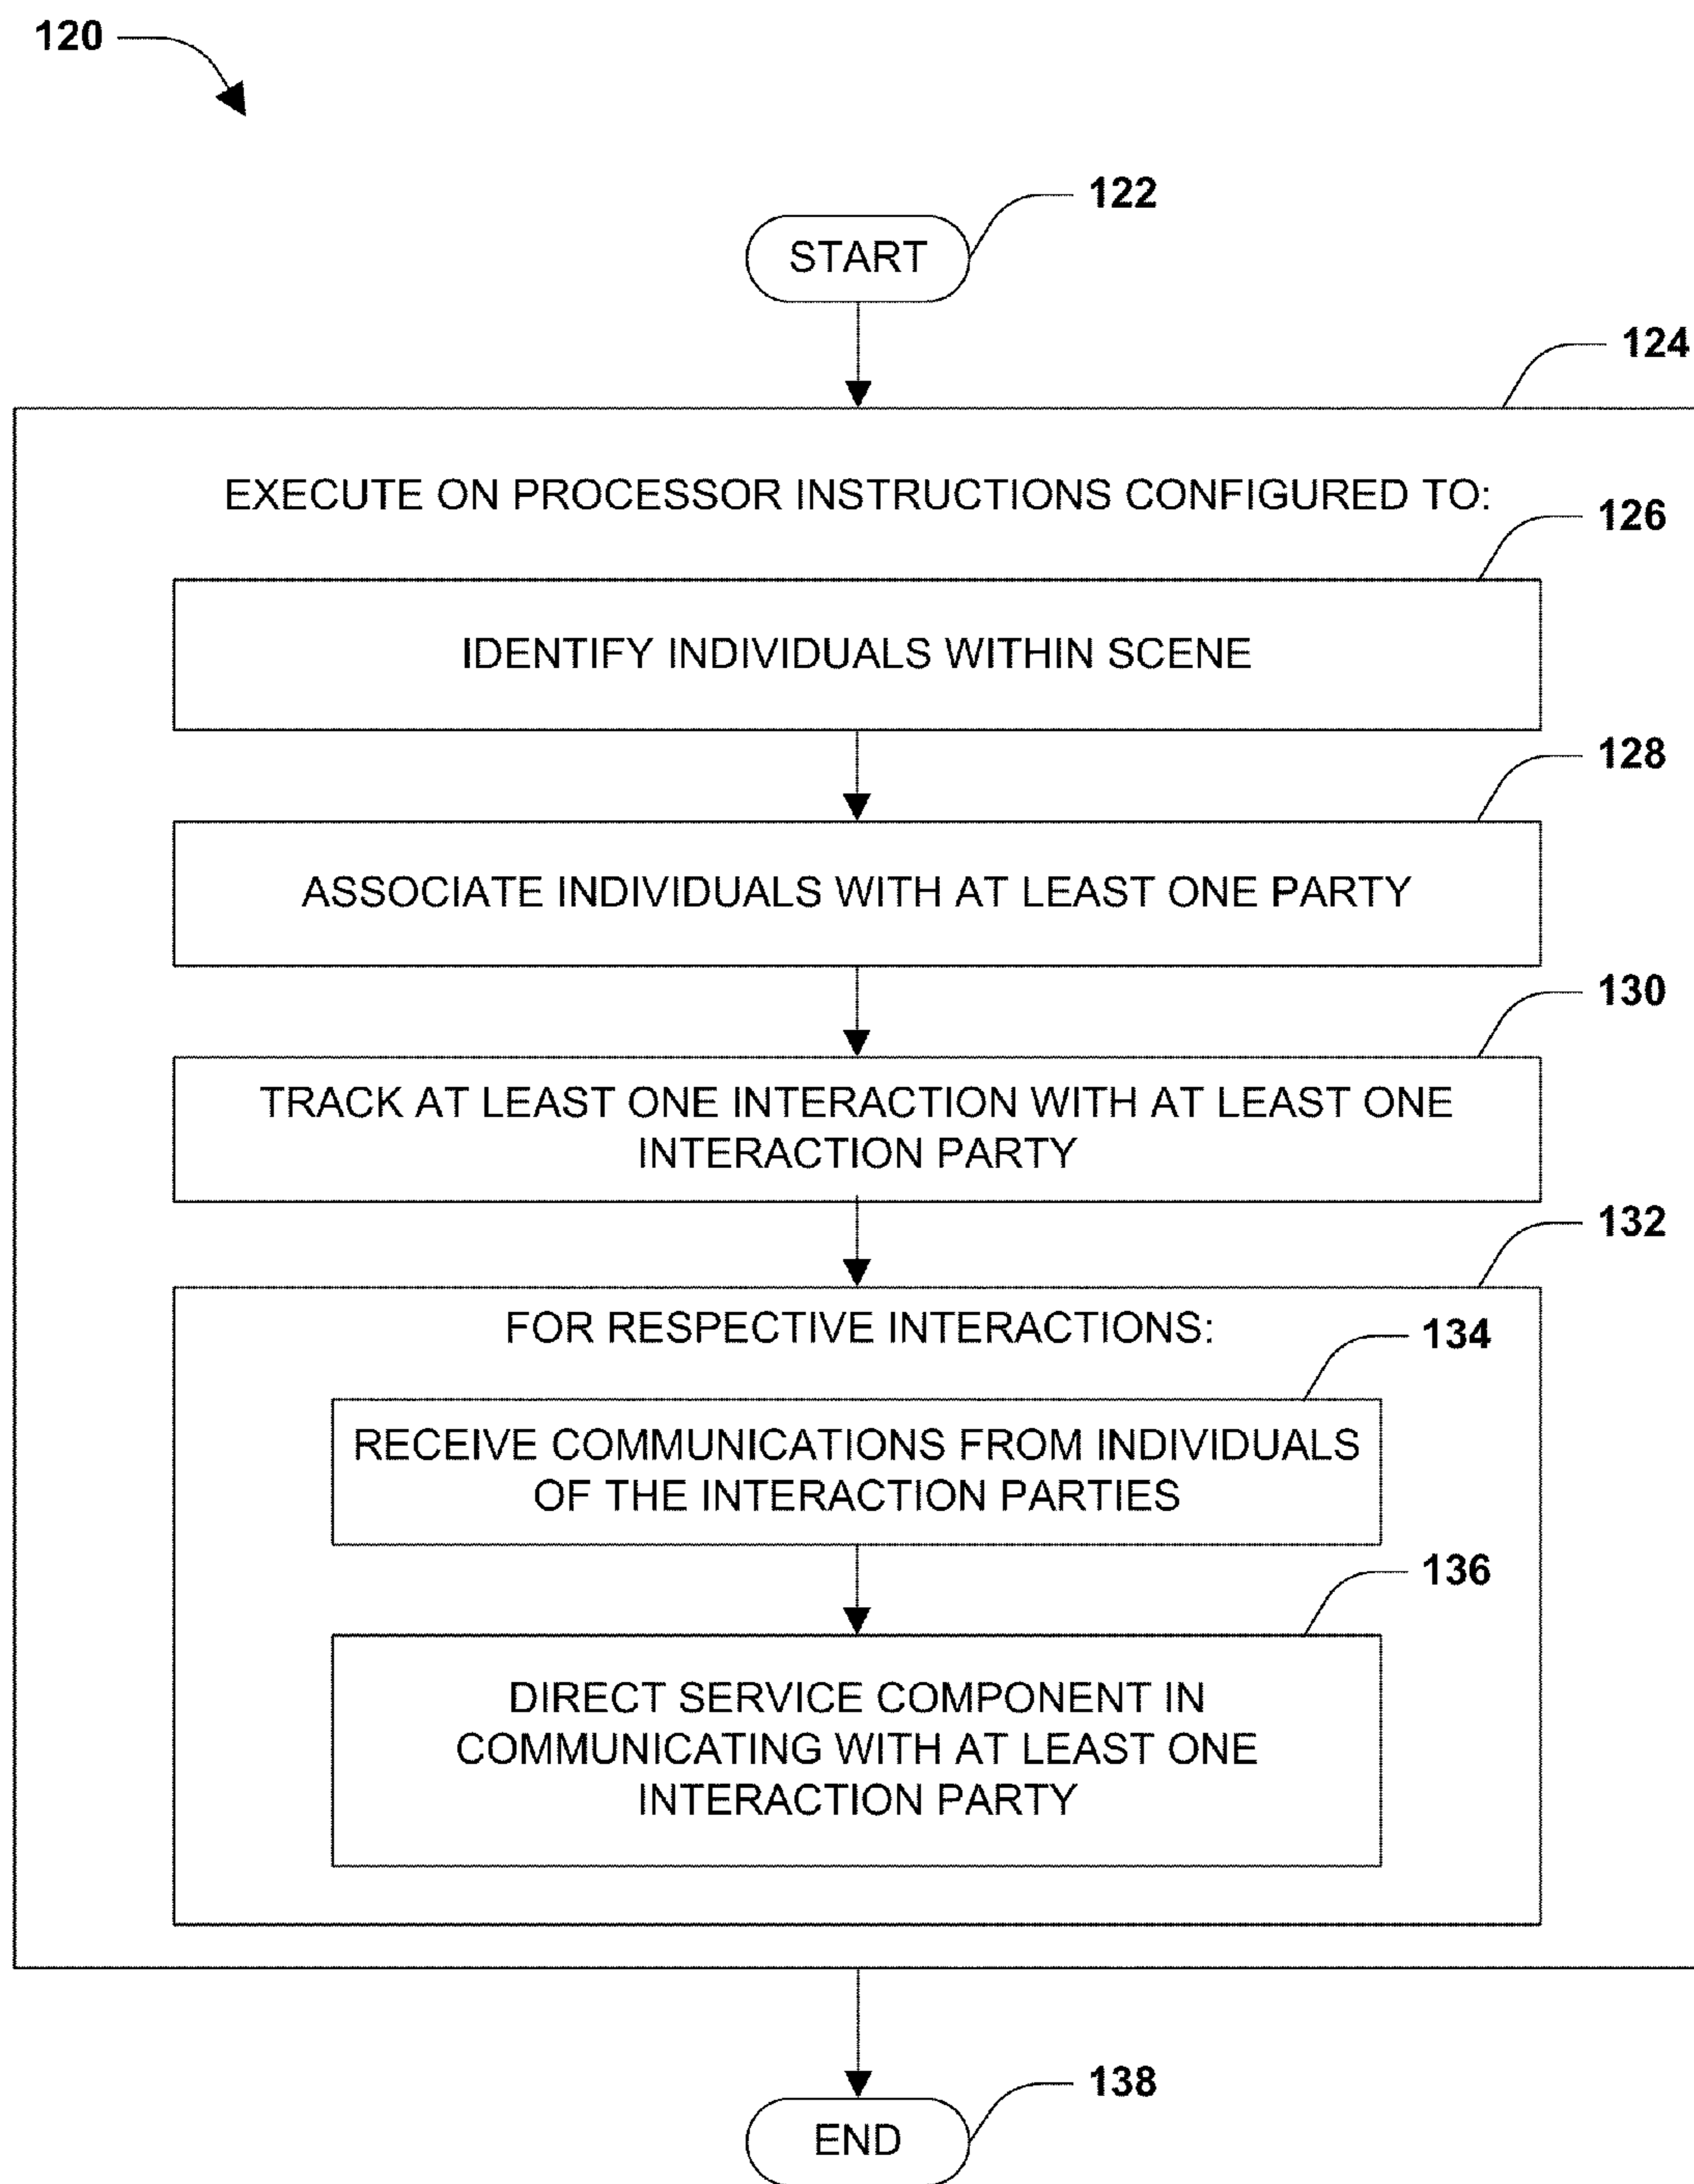 120
122
START
124
EXECUTE ON PROCESSOR INSTRUCTIONS CONFIGURED TO:
126
IDENTIFY INDIVIDUALS WITHIN SCENE
128
ASSOCIATE INDIVIDUALS WITH AT LEAST ONE PARTY
130
TRACK AT LEAST ONE INTERACTION WITH AT LEAST ONE
INTERACTION PARTY
132
FOR RESPECTIVE INTERACTIONS:
134
RECEIVE COMMUNICATIONS FROM INDIVIDUALS
OF THE INTERACTION PARTIES
136
DIRECT SERVICE COMPONENT IN
COMMUNICATING WITH AT LEAST ONE
INTERACTION PARTY
138
END